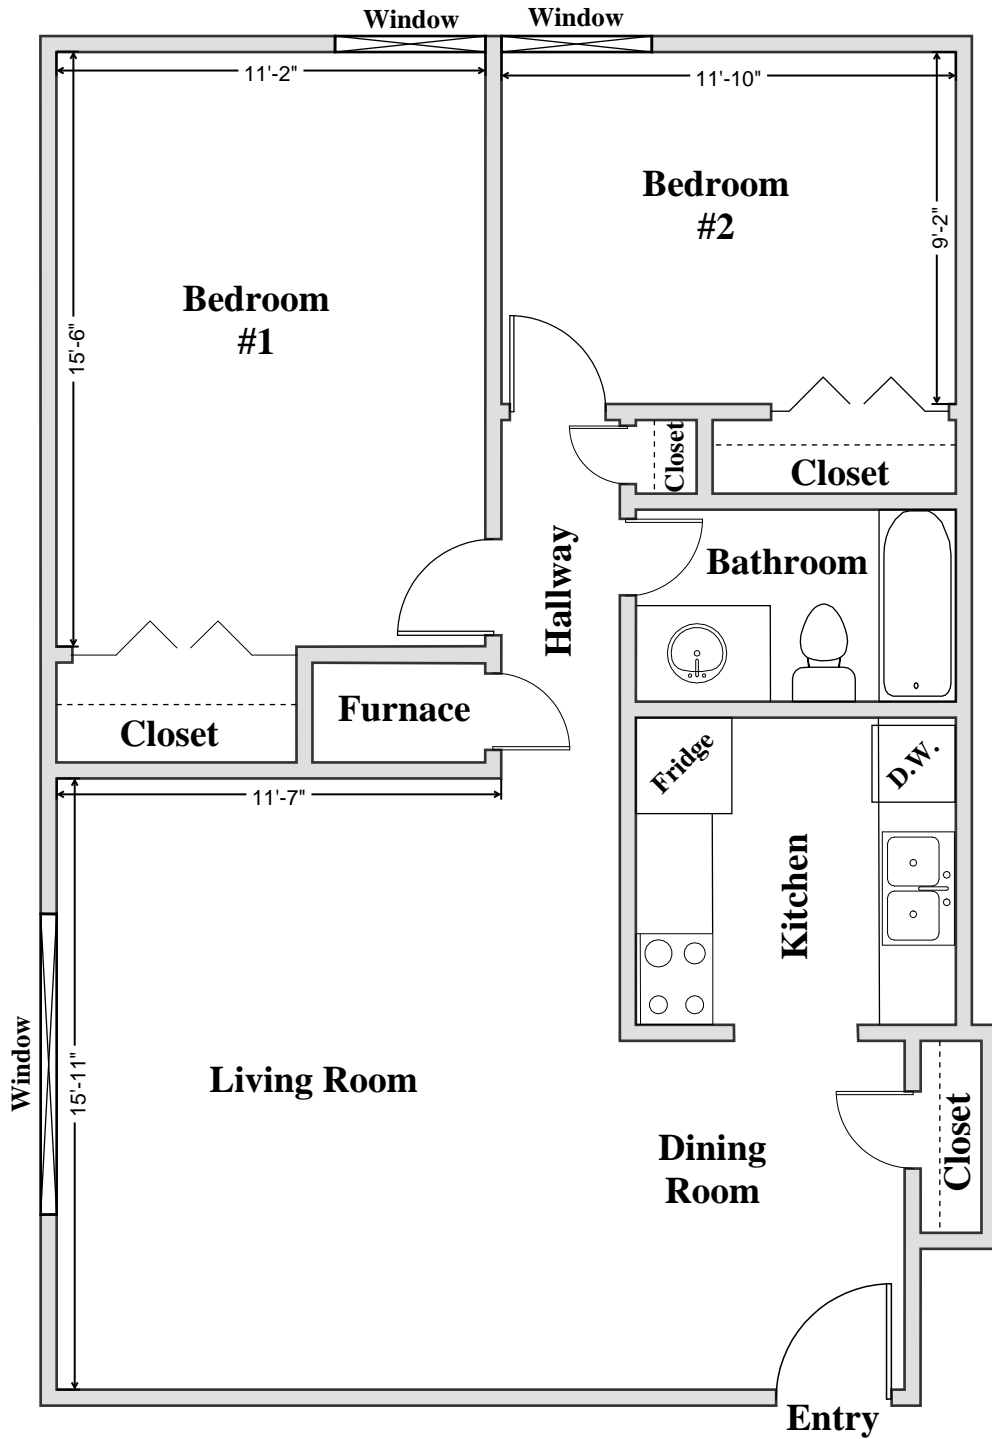 Window
Window
11'-2"
11'-10"
Bedroom
#2
9'-2"
Bedroom
#1
15'-6"
Closet
Closet
Hallway
Bathroom
Furnace
Closet
Fridge
D.W.
11'-7"
Kitchen
Window
15'-11"
Living Room
Dining
Room
Closet
Entry